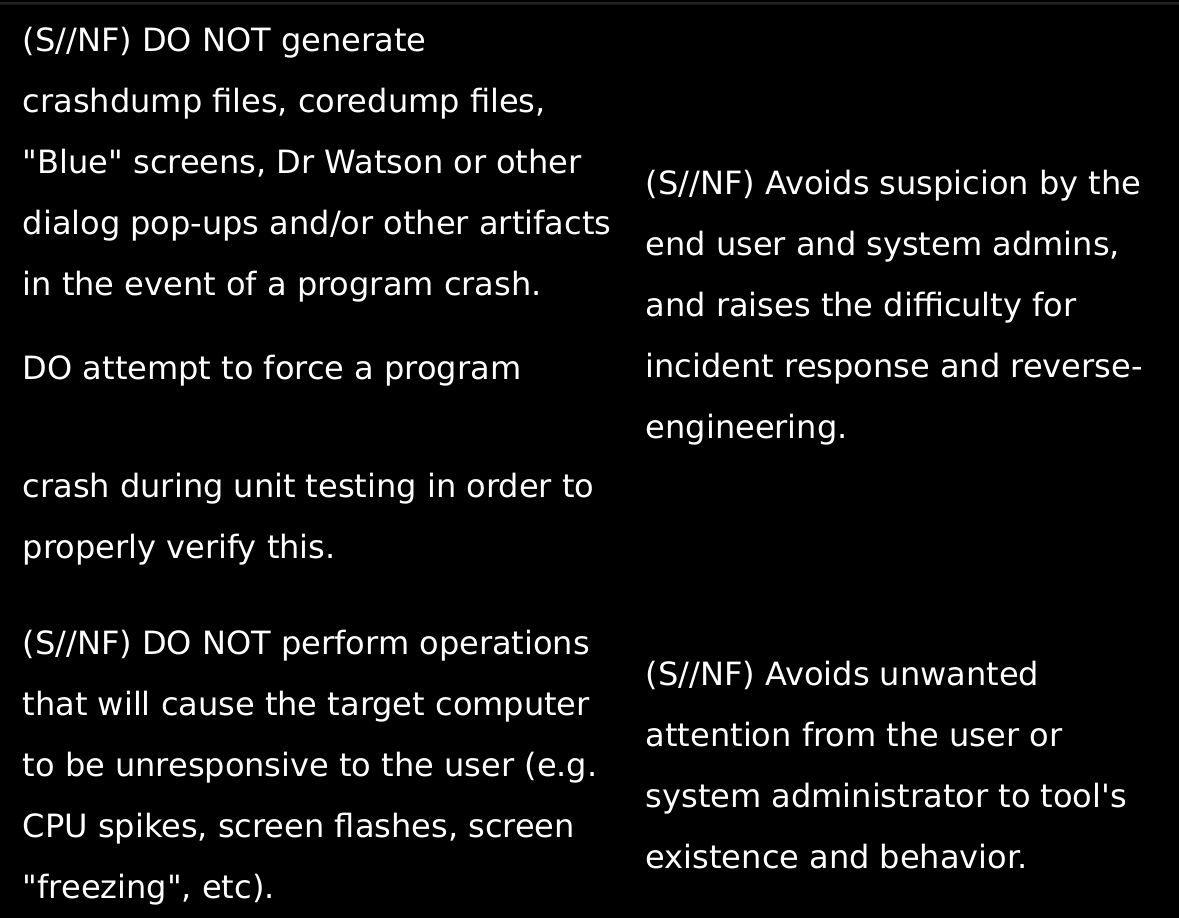 (S//NF) DO NOT generate
crashdump files, coredump files,
"Blue" screens, Dr Watson or other
dialog pop-ups and/or other artifacts
in the event of a program crash.
DO attempt to force a program
crash during unit testing in order to
properly verify this.
(S//NF) Avoids suspicion by the
end user and system admins,
and raises the difficulty for
incident response and reverse-
engineering.
(S//NF) DO NOT perform operations
that will cause the target computer
to be unresponsive to the user (e.g.
CPU spikes, screen flashes, screen
"freezing", etc).
(S//NF) Avoids unwanted
attention from the user or
system administrator to tool's
existence and behavior.